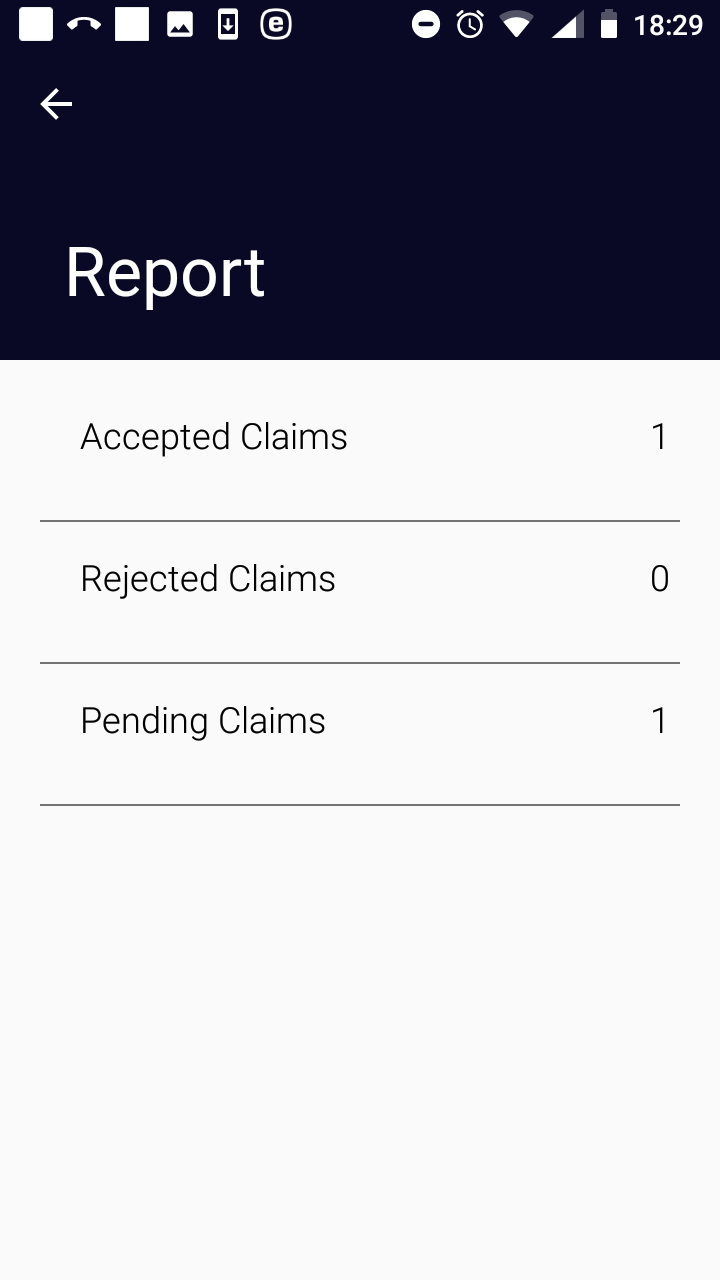 18:29
Report
Accepted Claims 1
Rejected Claims 0
Pending Claims 1